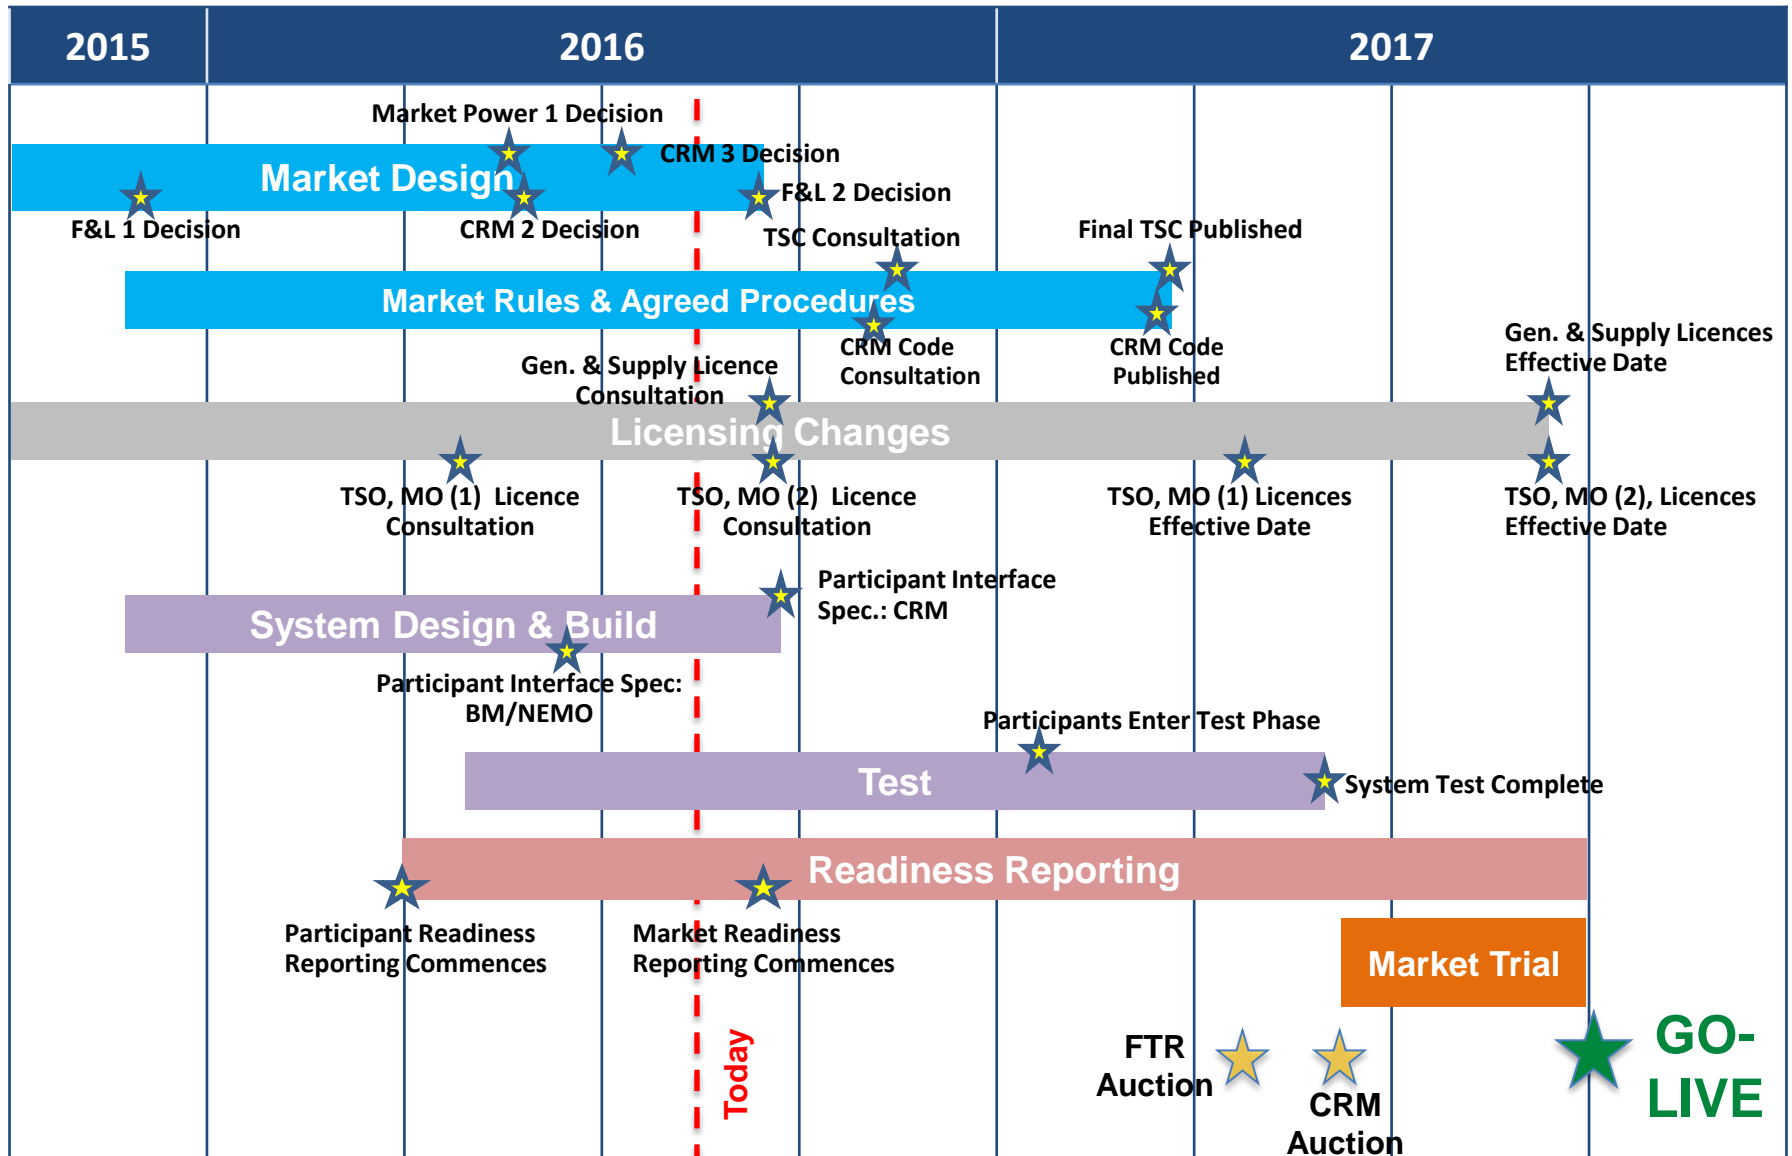 2015
2016
2017
Market Power 1 Decision
CRM 3 Decision
Market Design
F&L 2 Decision
F&L 1 Decision
CRM 2 Decision
TSC Consultation
Final TSC Published
Market Rules & Agreed Procedures
CRM Code
Consultation
CRM Code
Published
Gen. & Supply Licences
Effective Date
Gen. & Supply Licence
Consultation
Licensing Changes
TSO, MO (1)  Licence
Consultation
TSO, MO (2)  Licence
Consultation
TSO, MO (1) Licences
Effective Date
TSO, MO (2), Licences
Effective Date
Participant Interface
Spec.: CRM
System Design & Build
Participant Interface Spec:
BM/NEMO
Participants Enter Test Phase
Test
System Test Complete
Readiness Reporting
Participant Readiness
Reporting Commences
Market Readiness
Reporting Commences
Market Trial
Today
FTR
Auction
CRM
Auction
GO-
LIVE